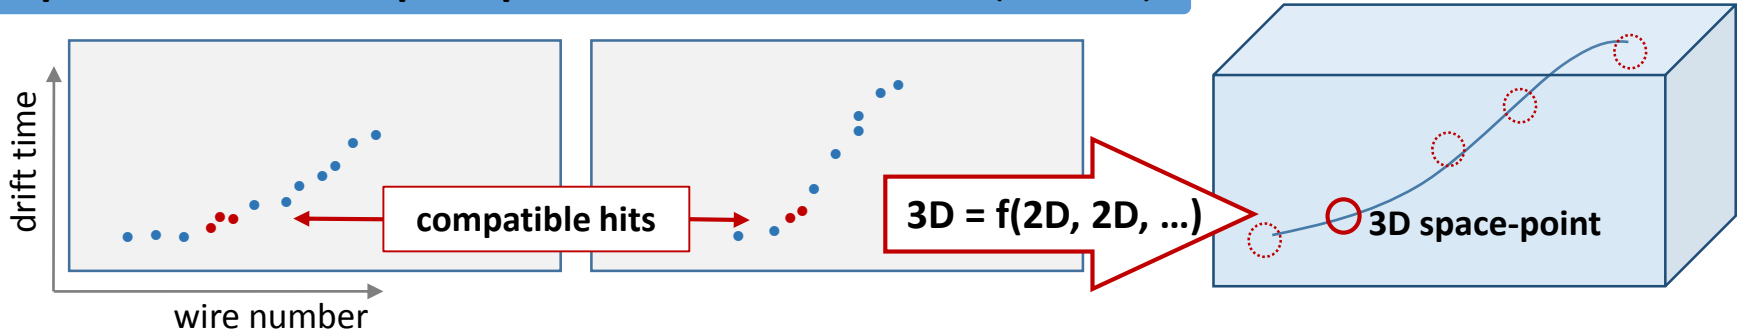 drift time
wire number
compatible hits
3D = f(2D, 2D, ...)
3D space-point